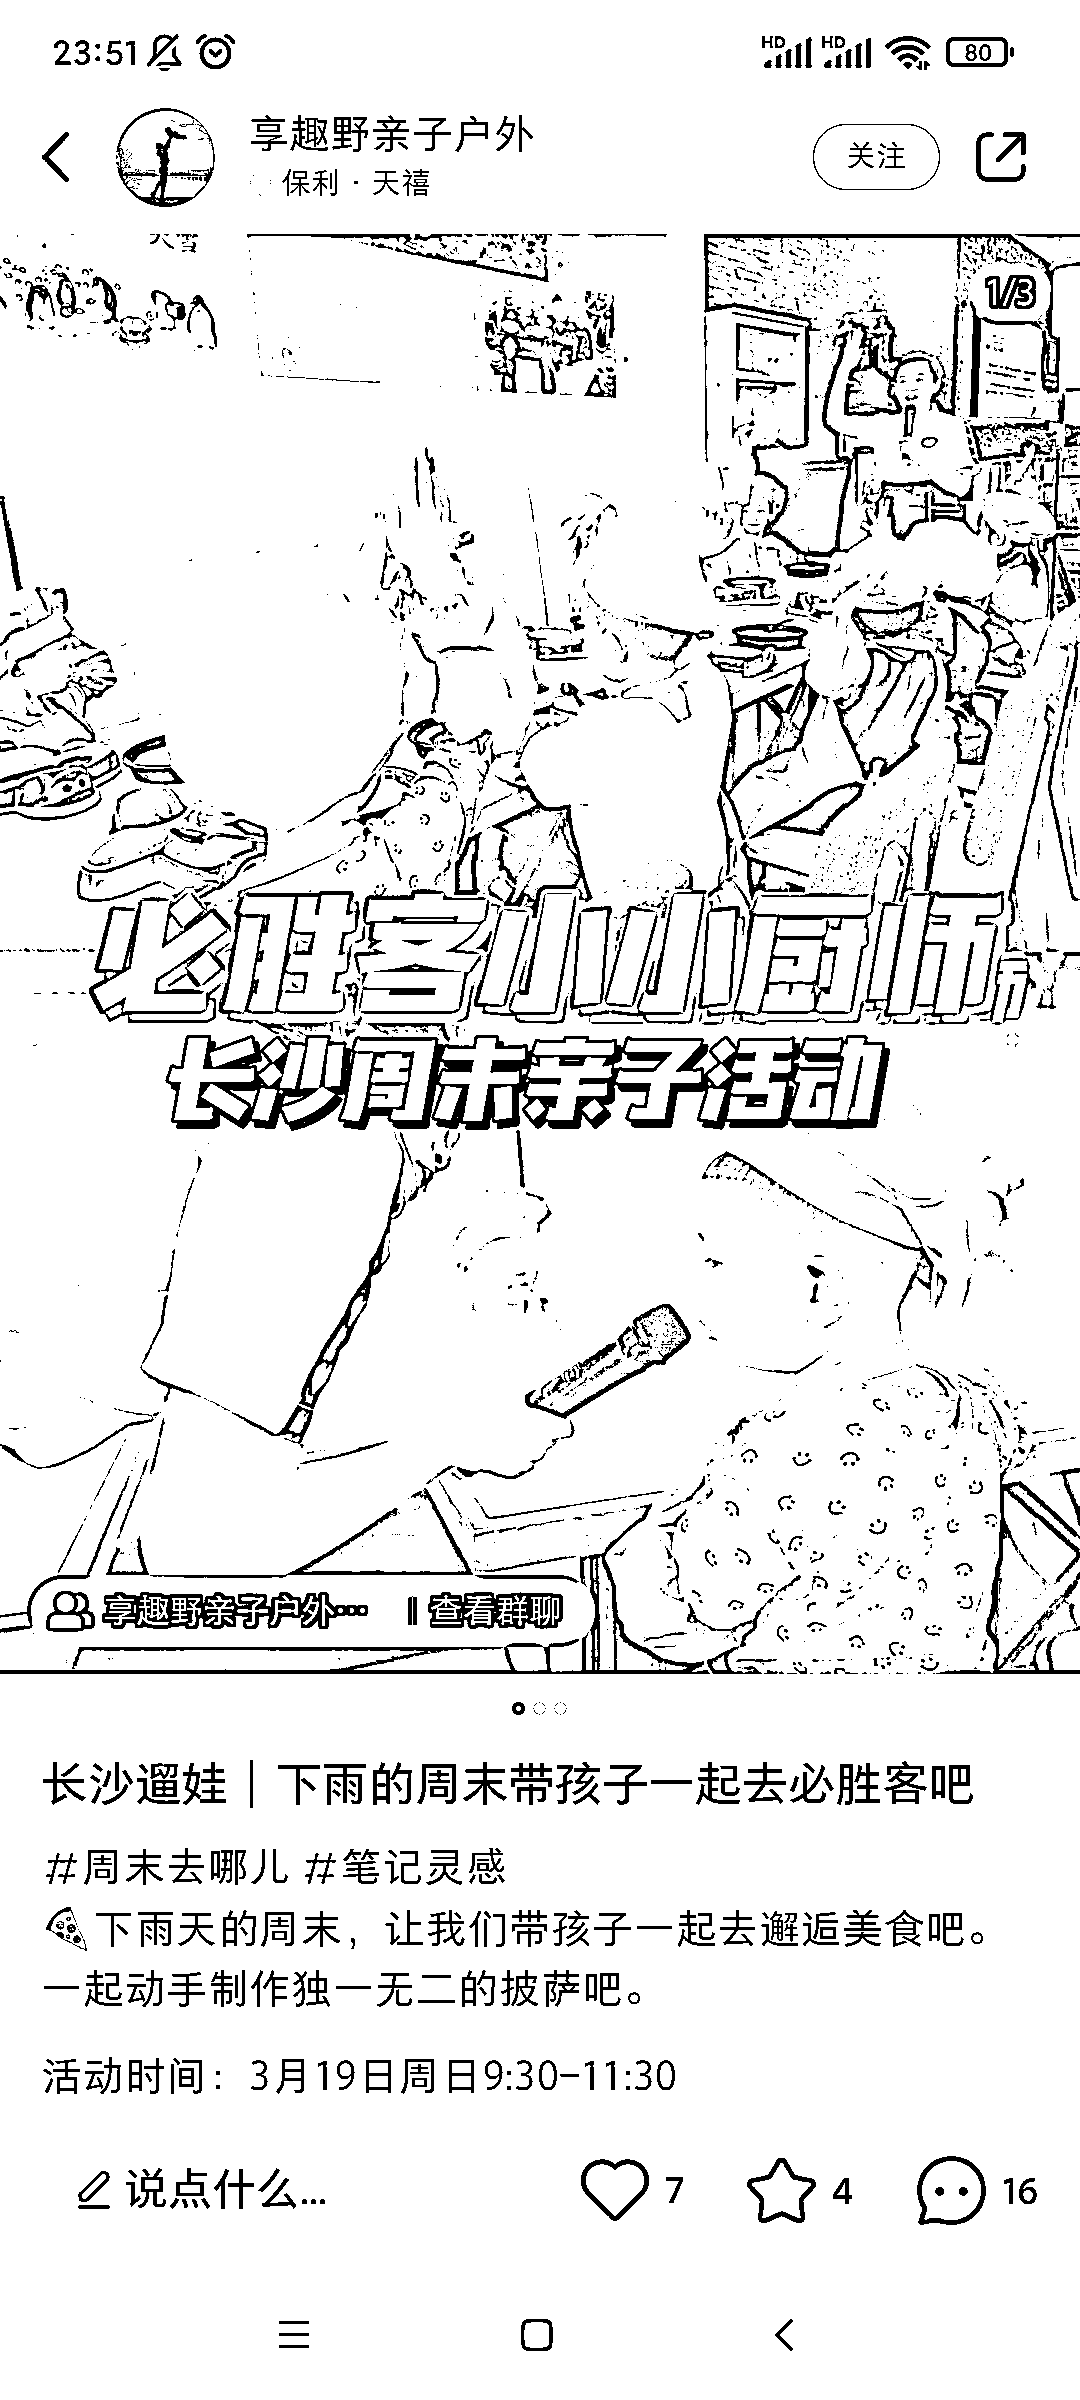 23:51
HD HD 80
享趣野亲子户外
保利 · 天禧
关注
1/3
必胜客小小厨师
长沙周末亲子活动
享趣野亲子户外… 查看群聊
长沙遛娃｜下雨的周末带孩子一起去必胜客吧
#周末去哪儿 #笔记灵感
🍕下雨天的周末，让我们带孩子一起去邂逅美食吧。
一起动手制作独一无二的披萨吧。
活动时间：3月19日周日9:30-11:30
说点什么... 7 4 16